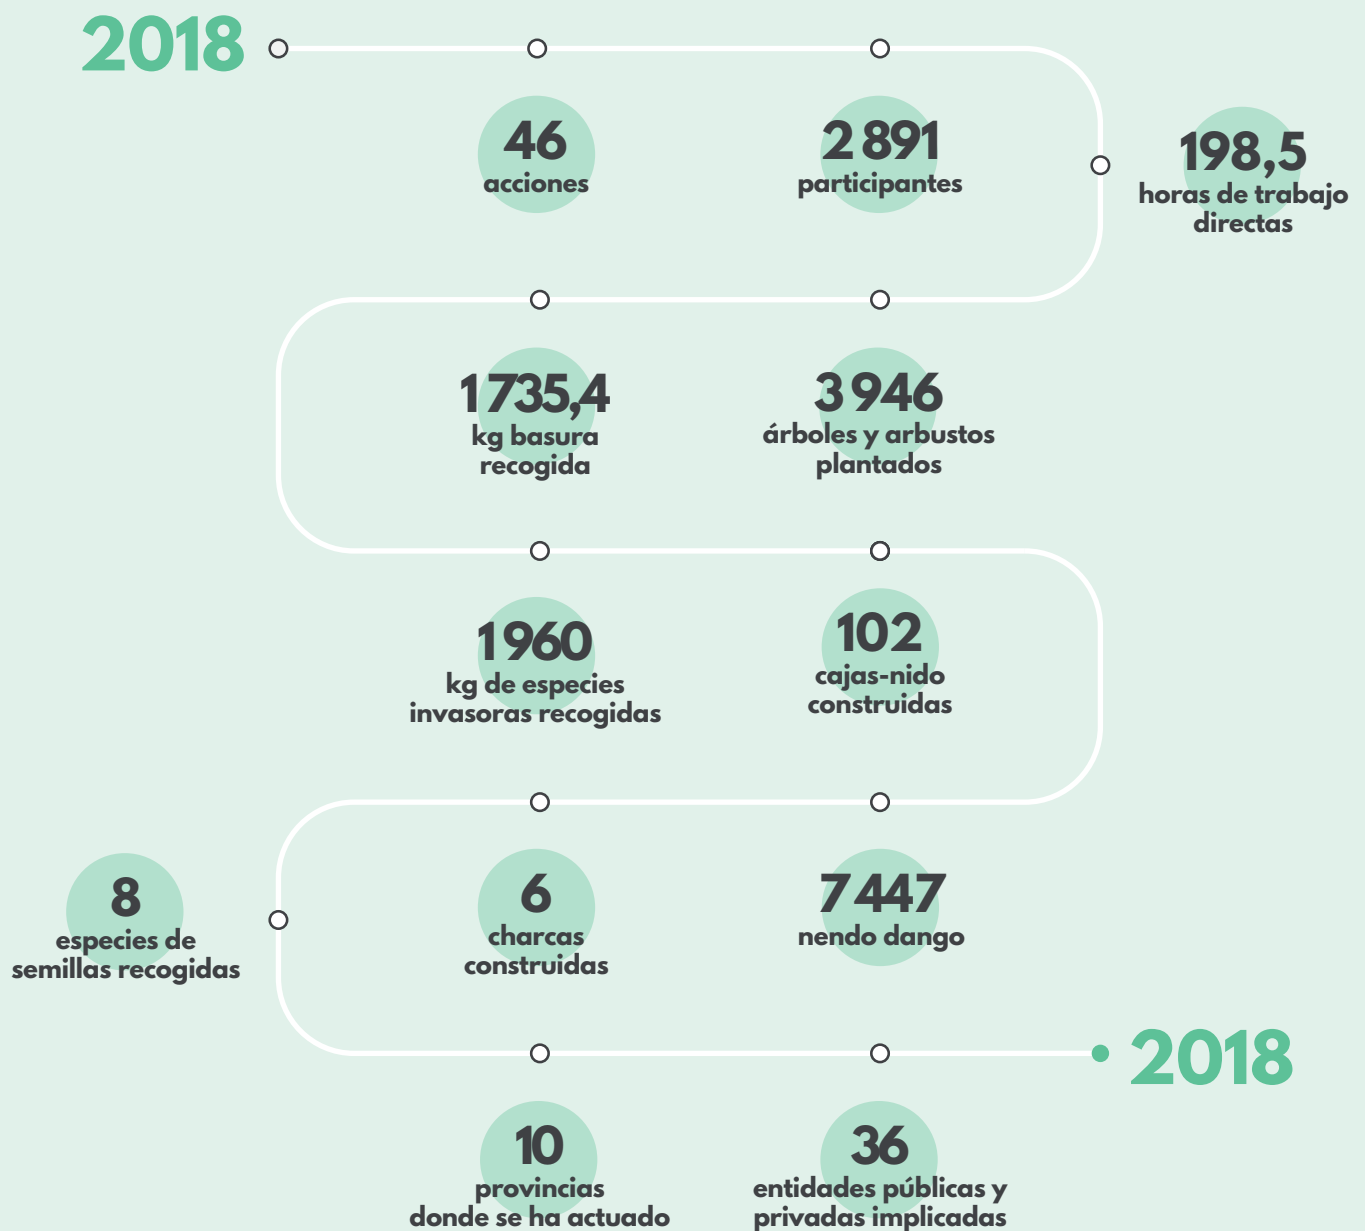 2018
46
acciones
2 891
participantes
198,5
horas de trabajo
directas
1 735,4
kg basura
recogida
3 946
árboles y arbustos
plantados
1 960
kg de especies
invasoras recogidas
102
cajas-nido
construidas
8
especies de
semillas recogidas
6
charcas
construidas
7 447
nendo dango
2018
10
provincias
donde se ha actuado
36
entidades públicas y
privadas implicadas